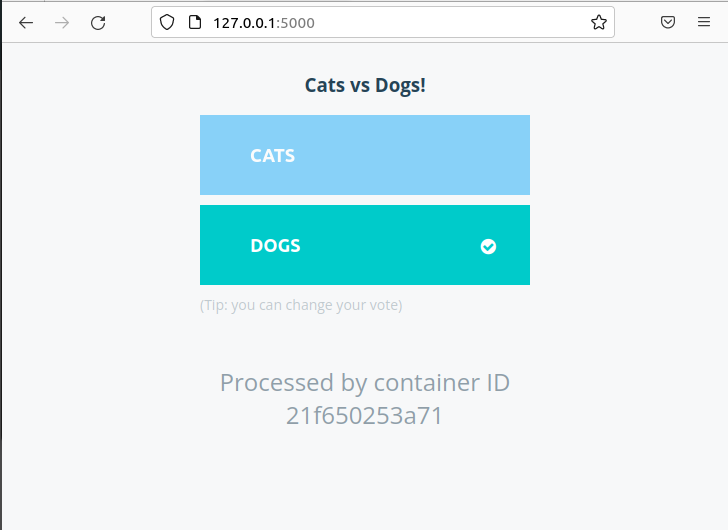 127.0.0.1:5000
Cats vs Dogs!
CATS
DOGS
(Tip: you can change your vote)
Processed by container ID
21f650253a71